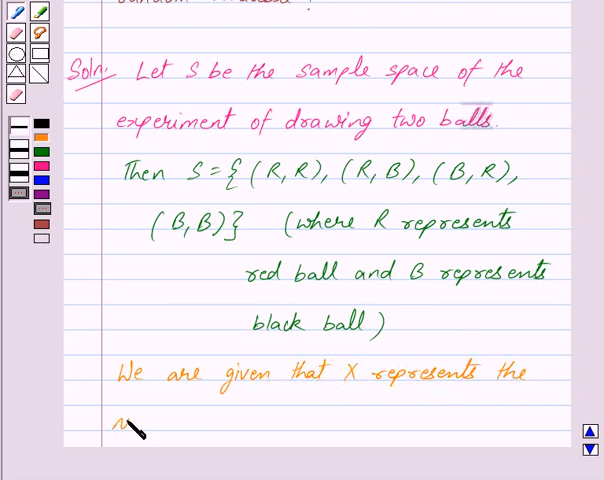 Soln. Let S be the sample space of the
experiment of drawing two balls.
Then S = { (R, R), (R, B), (B, R),
(B, B)} (where R represents
red ball and B represents
black ball)
We are given that X represents the